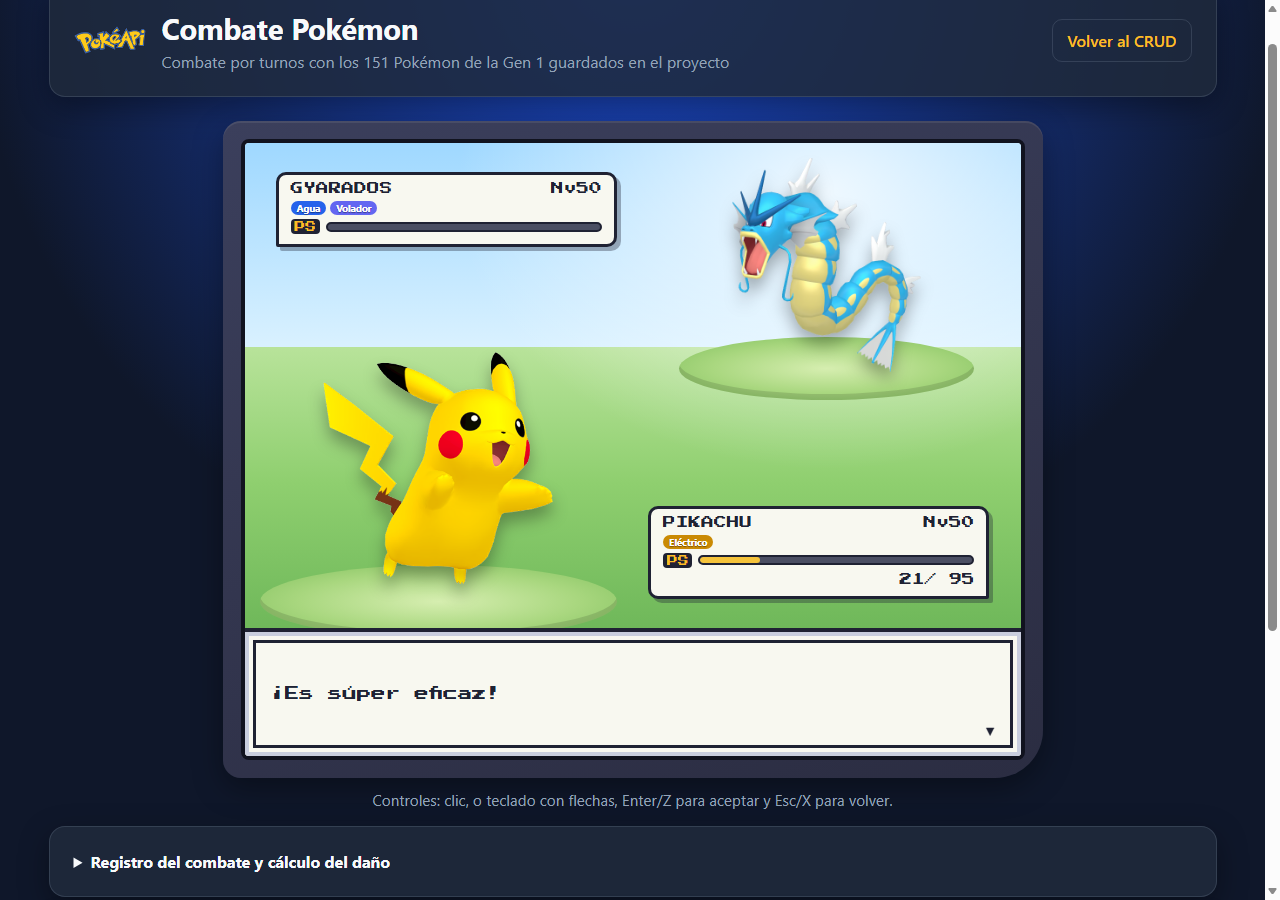 PokéApi
Combate Pokémon
Combate por turnos con los 151 Pokémon de la Gen 1 guardados en el proyecto
Volver al CRUD
GYARADOS Nv50
Agua Volador
PS
PIKACHU Nv50
Eléctrico
PS
21/ 95
¡Es súper eficaz!
▼
Controles: clic, o teclado con flechas, Enter/Z para aceptar y Esc/X para volver.
▶ Registro del combate y cálculo del daño